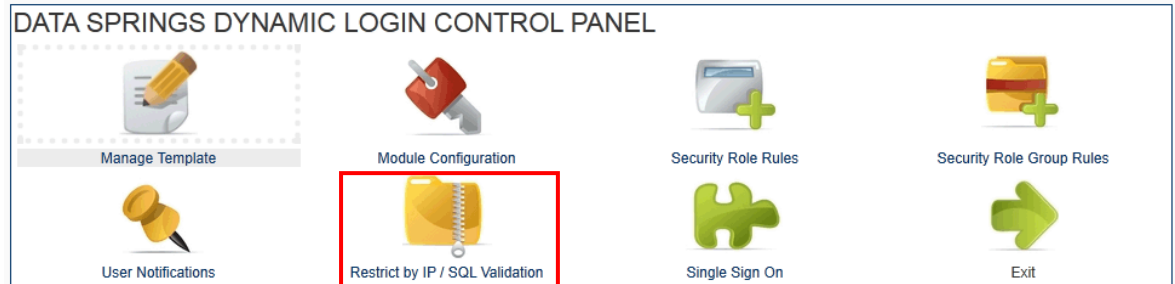 DATA SPRINGS DYNAMIC LOGIN CONTROL PANEL
Manage Template
Module Configuration
Security Role Rules
Security Role Group Rules
User Notifications
Restrict by IP / SQL Validation
Single Sign On
Exit